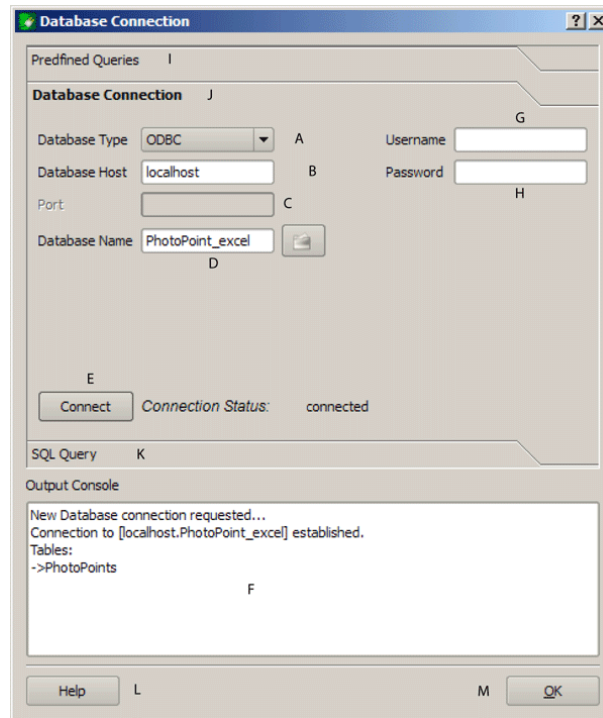 Database Connection ? X
Predfined Queries I
Database Connection J
G
Database Type ODBC A Username
Database Host localhost B Password
H
Port C
Database Name PhotoPoint_excel
D
E
Connect Connection Status: connected
SQL Query K
Output Console
New Database connection requested...
Connection to [localhost.PhotoPoint_excel] established.
Tables:
->PhotoPoints
F
Help L M OK